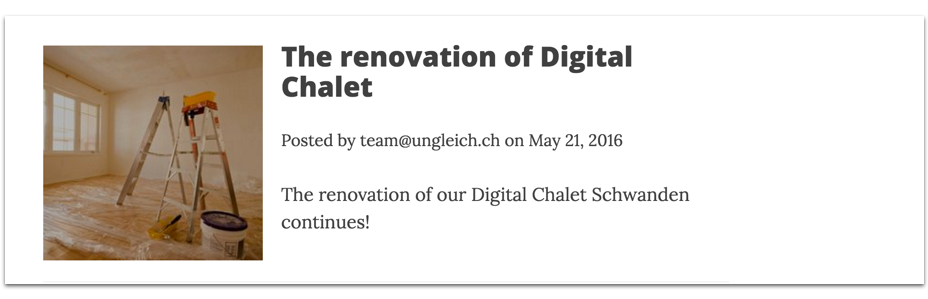 The renovation of Digital
Chalet
Posted by team@ungleich.ch on May 21, 2016
The renovation of our Digital Chalet Schwanden
continues!